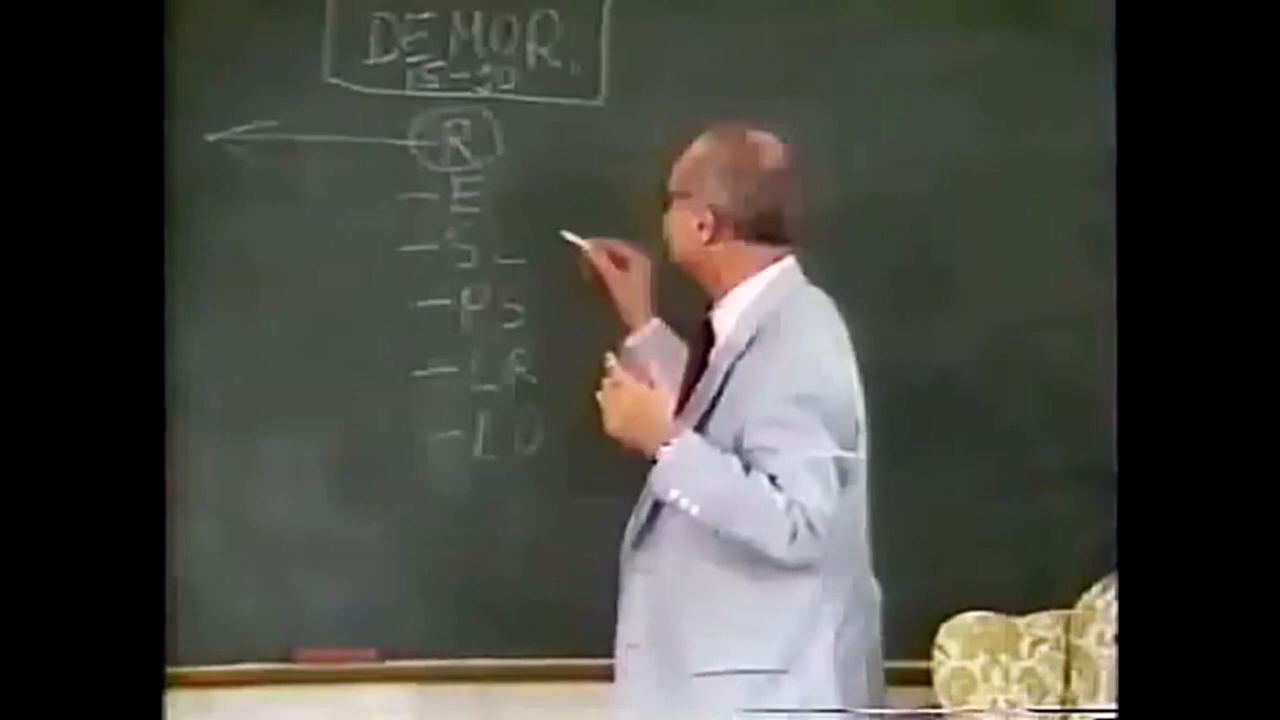 DEMOR.
15-20
R
- E
- S -
- PS
- LR
- LD